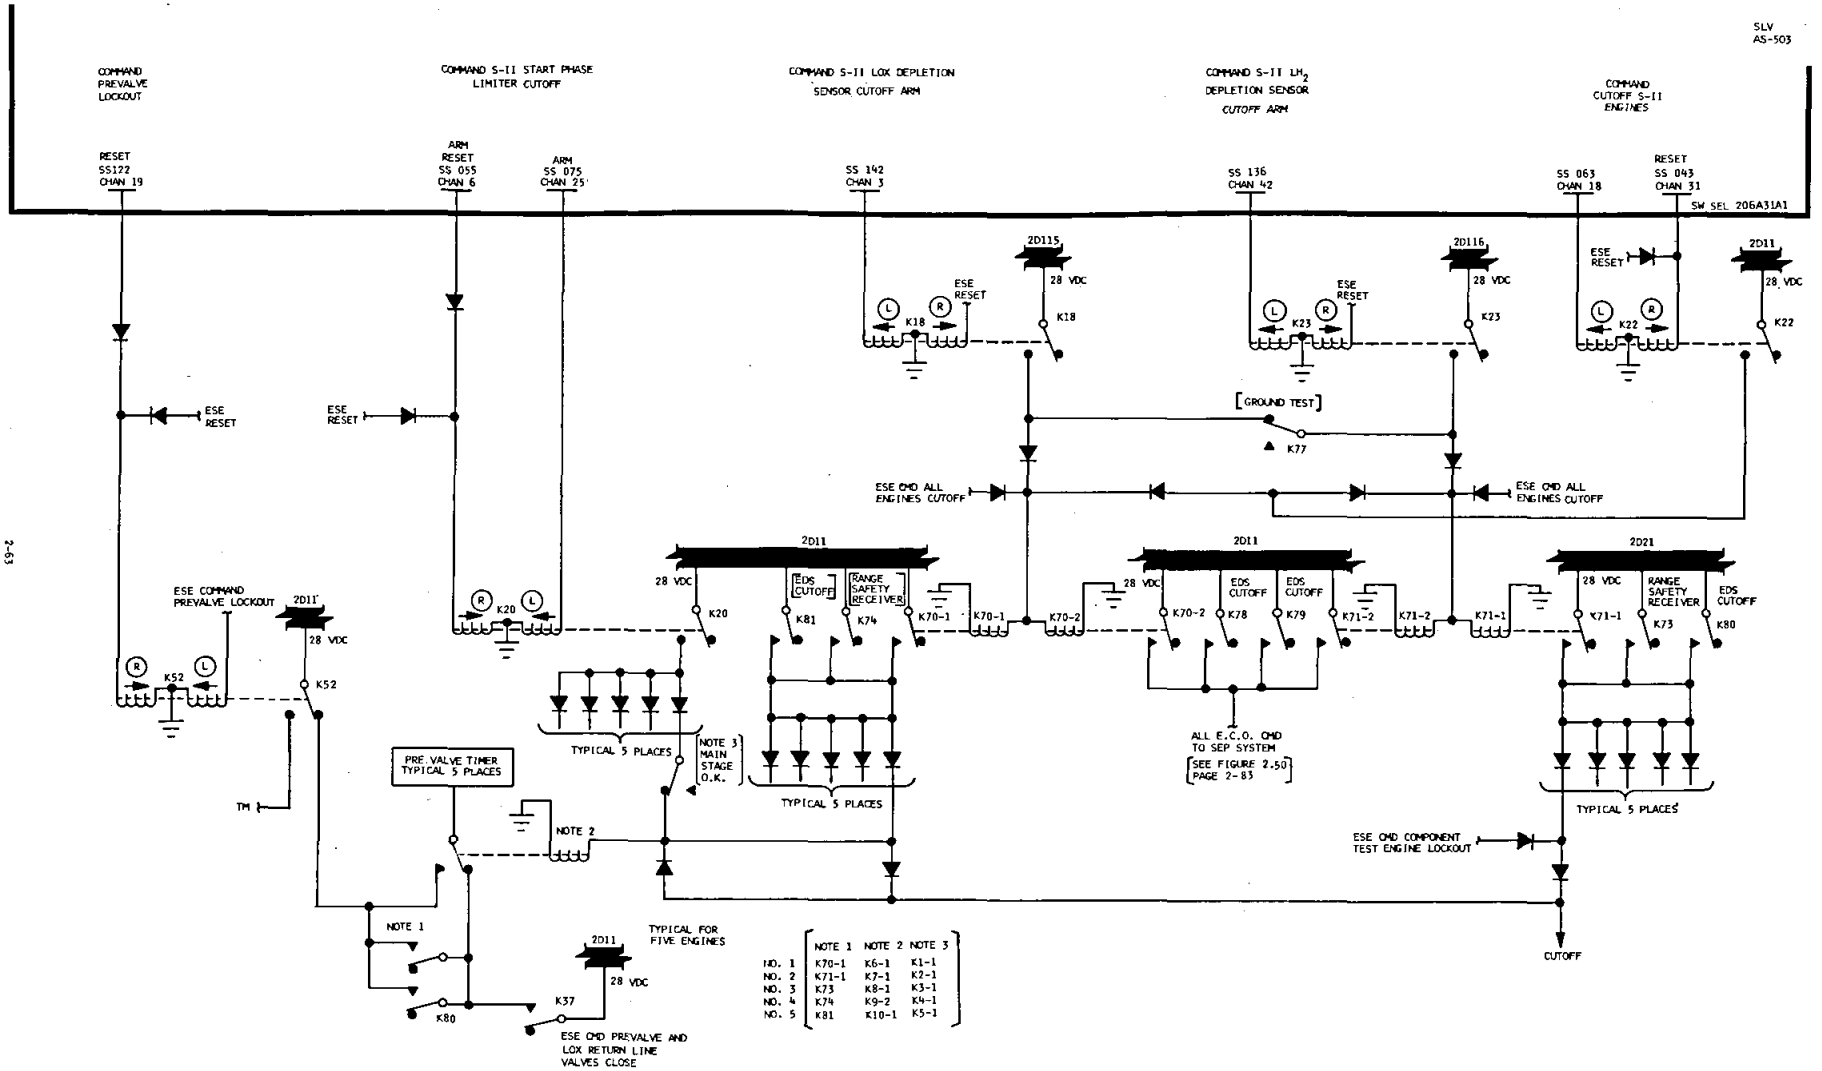 SLV
AS-503
COMMAND
PREVALVE
LOCKOUT
COMMAND S-II START PHASE
LIMITER CUTOFF
COMMAND S-II LOX DEPLETION
SENSOR CUTOFF ARM
COMMAND S-II LH2
DEPLETION SENSOR
CUTOFF ARM
COMMAND
CUTOFF S-II
ENGINES
RESET
SS122
CHAN 19
ARM
RESET
SS 055
CHAN 6
ARM
SS 075
CHAN 25
SS 142
CHAN 3
SS 136
CHAN 42
SS 063
CHAN 18
RESET
SS 043
CHAN 31
SW SEL 206A31A1
2D115
28 VDC
K18
ESE
RESET
L
R
K18
2D116
28 VDC
K23
ESE
RESET
L
R
K23
ESE
RESET
2D11
28 VDC
K22
L
R
K22
ESE
RESET
ESE
RESET
[GROUND TEST]
K77
ESE CMD ALL
ENGINES CUTOFF
ESE CMD ALL
ENGINES CUTOFF
2-63
ESE COMMAND
PREVALVE LOCKOUT
2D11
28 VDC
R
K52
L
K52
TM
R
K20
L
2D11
28 VDC
K20
[EDS
CUTOFF]
K81
[RANGE
SAFETY
RECEIVER]
K74
K70-1
K70-1
K70-2
2D11
28 VDC
K70-2
EDS
CUTOFF
K78
EDS
CUTOFF
K79
K71-2
K71-2
K71-1
2D21
28 VDC
K71-1
RANGE
SAFETY
RECEIVER
K73
EDS
CUTOFF
K80
TYPICAL 5 PLACES
[NOTE 3
MAIN
STAGE
O.K.]
TYPICAL 5 PLACES
ALL E.C.O. CMD
TO SEP SYSTEM
[SEE FIGURE 2.50
PAGE 2-83]
TYPICAL 5 PLACES
PRE.VALVE TIMER
TYPICAL 5 PLACES
NOTE 2
ESE CMD COMPONENT
TEST ENGINE LOCKOUT
CUTOFF
NOTE 1
K80
2D11
28 VDC
K37
ESE CMD PREVALVE AND
LOX RETURN LINE
VALVES CLOSE
TYPICAL FOR
FIVE ENGINES
NOTE 1 NOTE 2 NOTE 3
NO. 1 K70-1 K6-1 K1-1
NO. 2 K71-1 K7-1 K2-1
NO. 3 K73 K8-1 K3-1
NO. 4 K74 K9-2 K4-1
NO. 5 K81 K10-1 K5-1